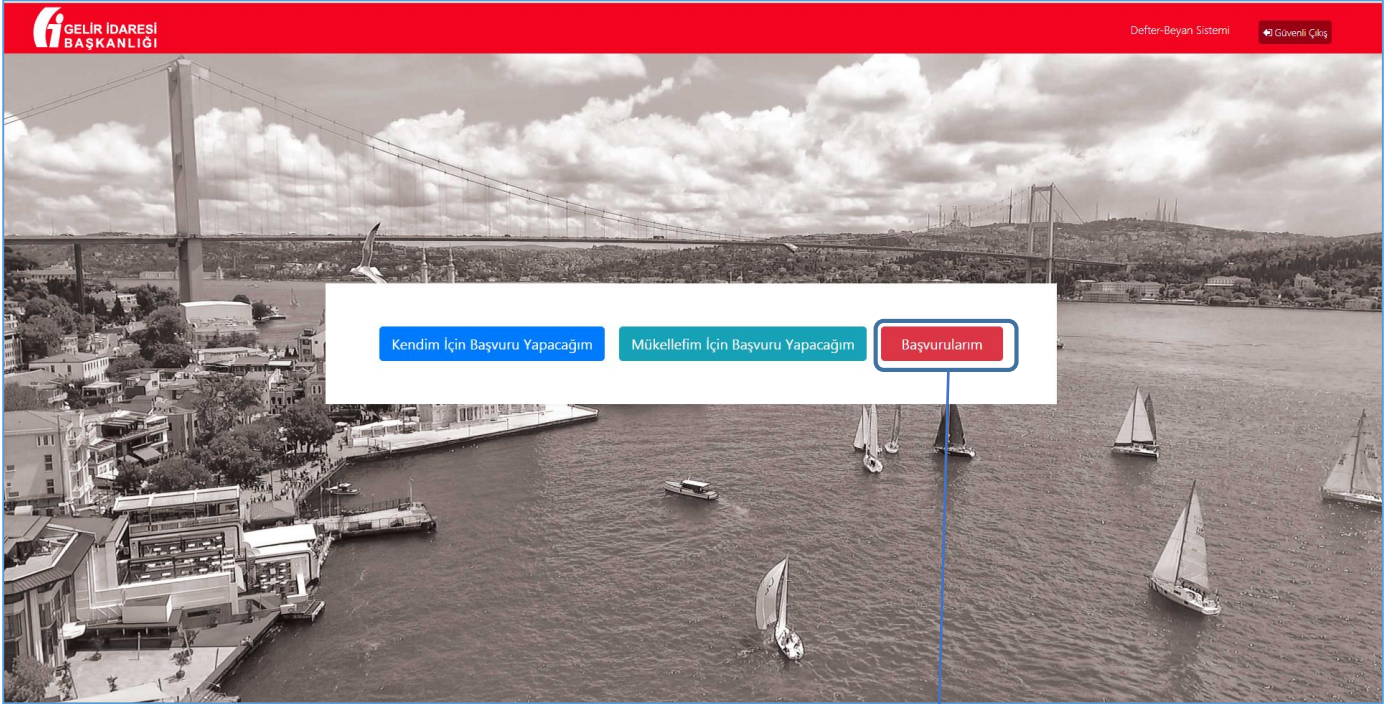 GELİR İDARESİ
BAŞKANLIĞI
Defter-Beyan Sistemi
Güvenli Çıkış
Kendim İçin Başvuru Yapacağım
Mükellefim İçin Başvuru Yapacağım
Başvurularım